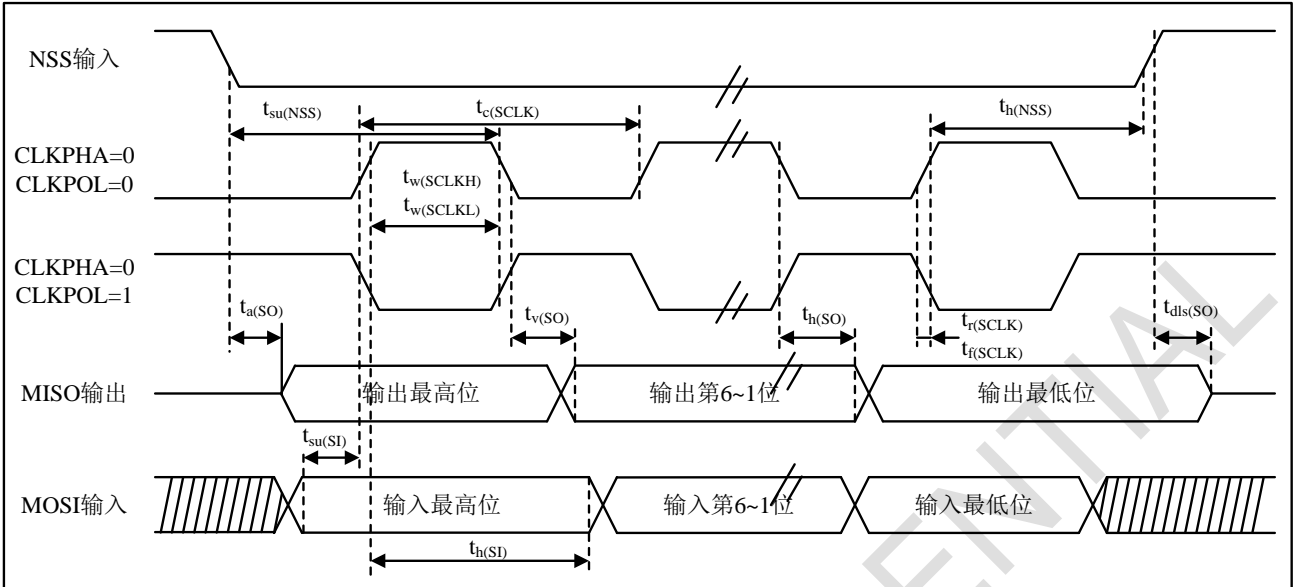 NSS输入
tsu(NSS)
tc(SCLK)
th(NSS)
CLKPHA=0
CLKPOL=0
tw(SCLKH)
tw(SCLKL)
CLKPHA=0
CLKPOL=1
ta(SO)
tv(SO)
th(SO)
tr(SCLK)
tf(SCLK)
tdls(SO)
MISO输出
输出最高位
输出第6~1位
输出最低位
tsu(SI)
MOSI输入
输入最高位
输入第6~1位
输入最低位
th(SI)
ENTIAL